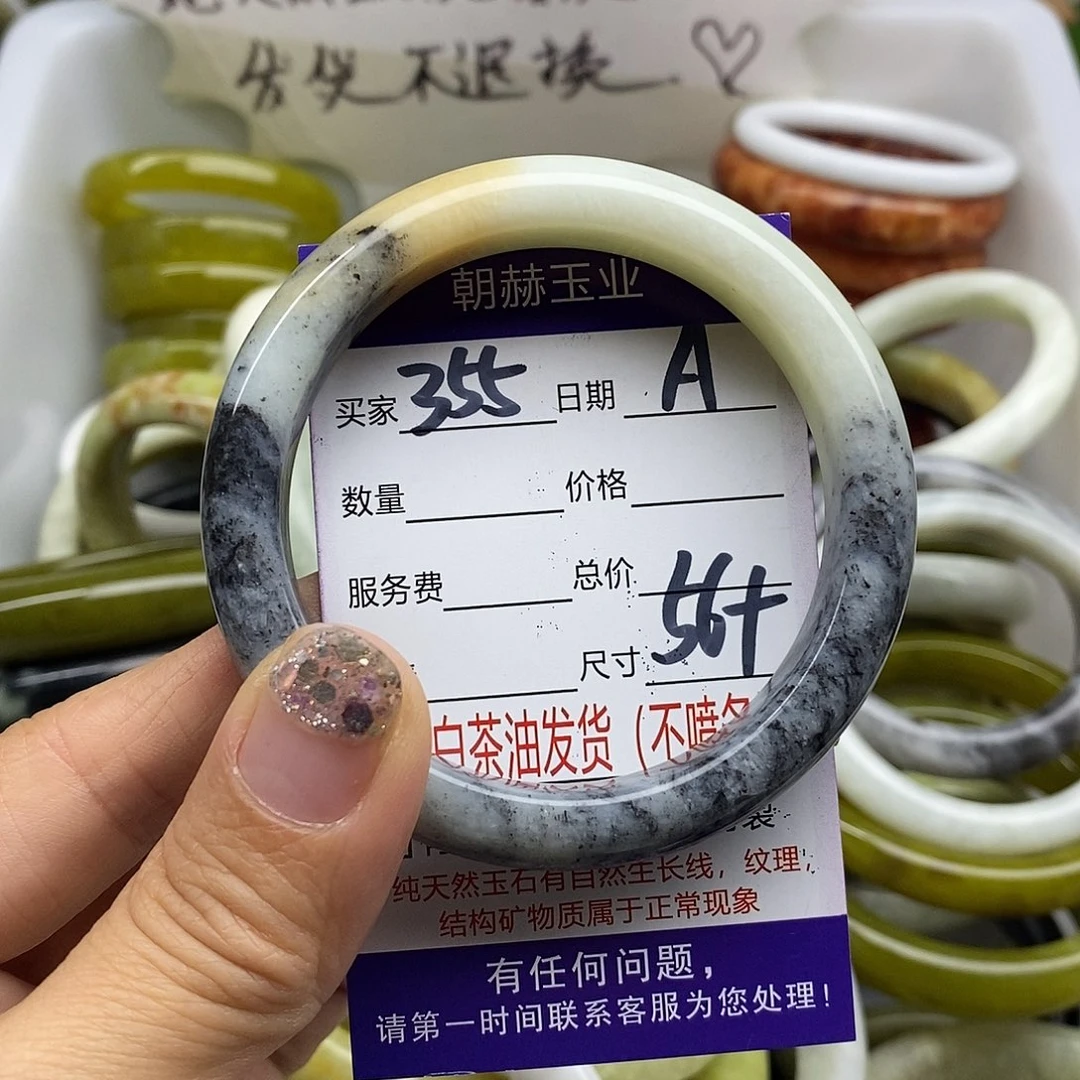 不退换
朝赫玉业
买家 355 日期 A
数量 价格
服务费 总价
尺寸 56+
白茶油发货（不喷
装
纯天然玉石有自然生长线，纹理，
结构矿物质属于正常现象
有任何问题，
请第一时间联系客服为您处理！